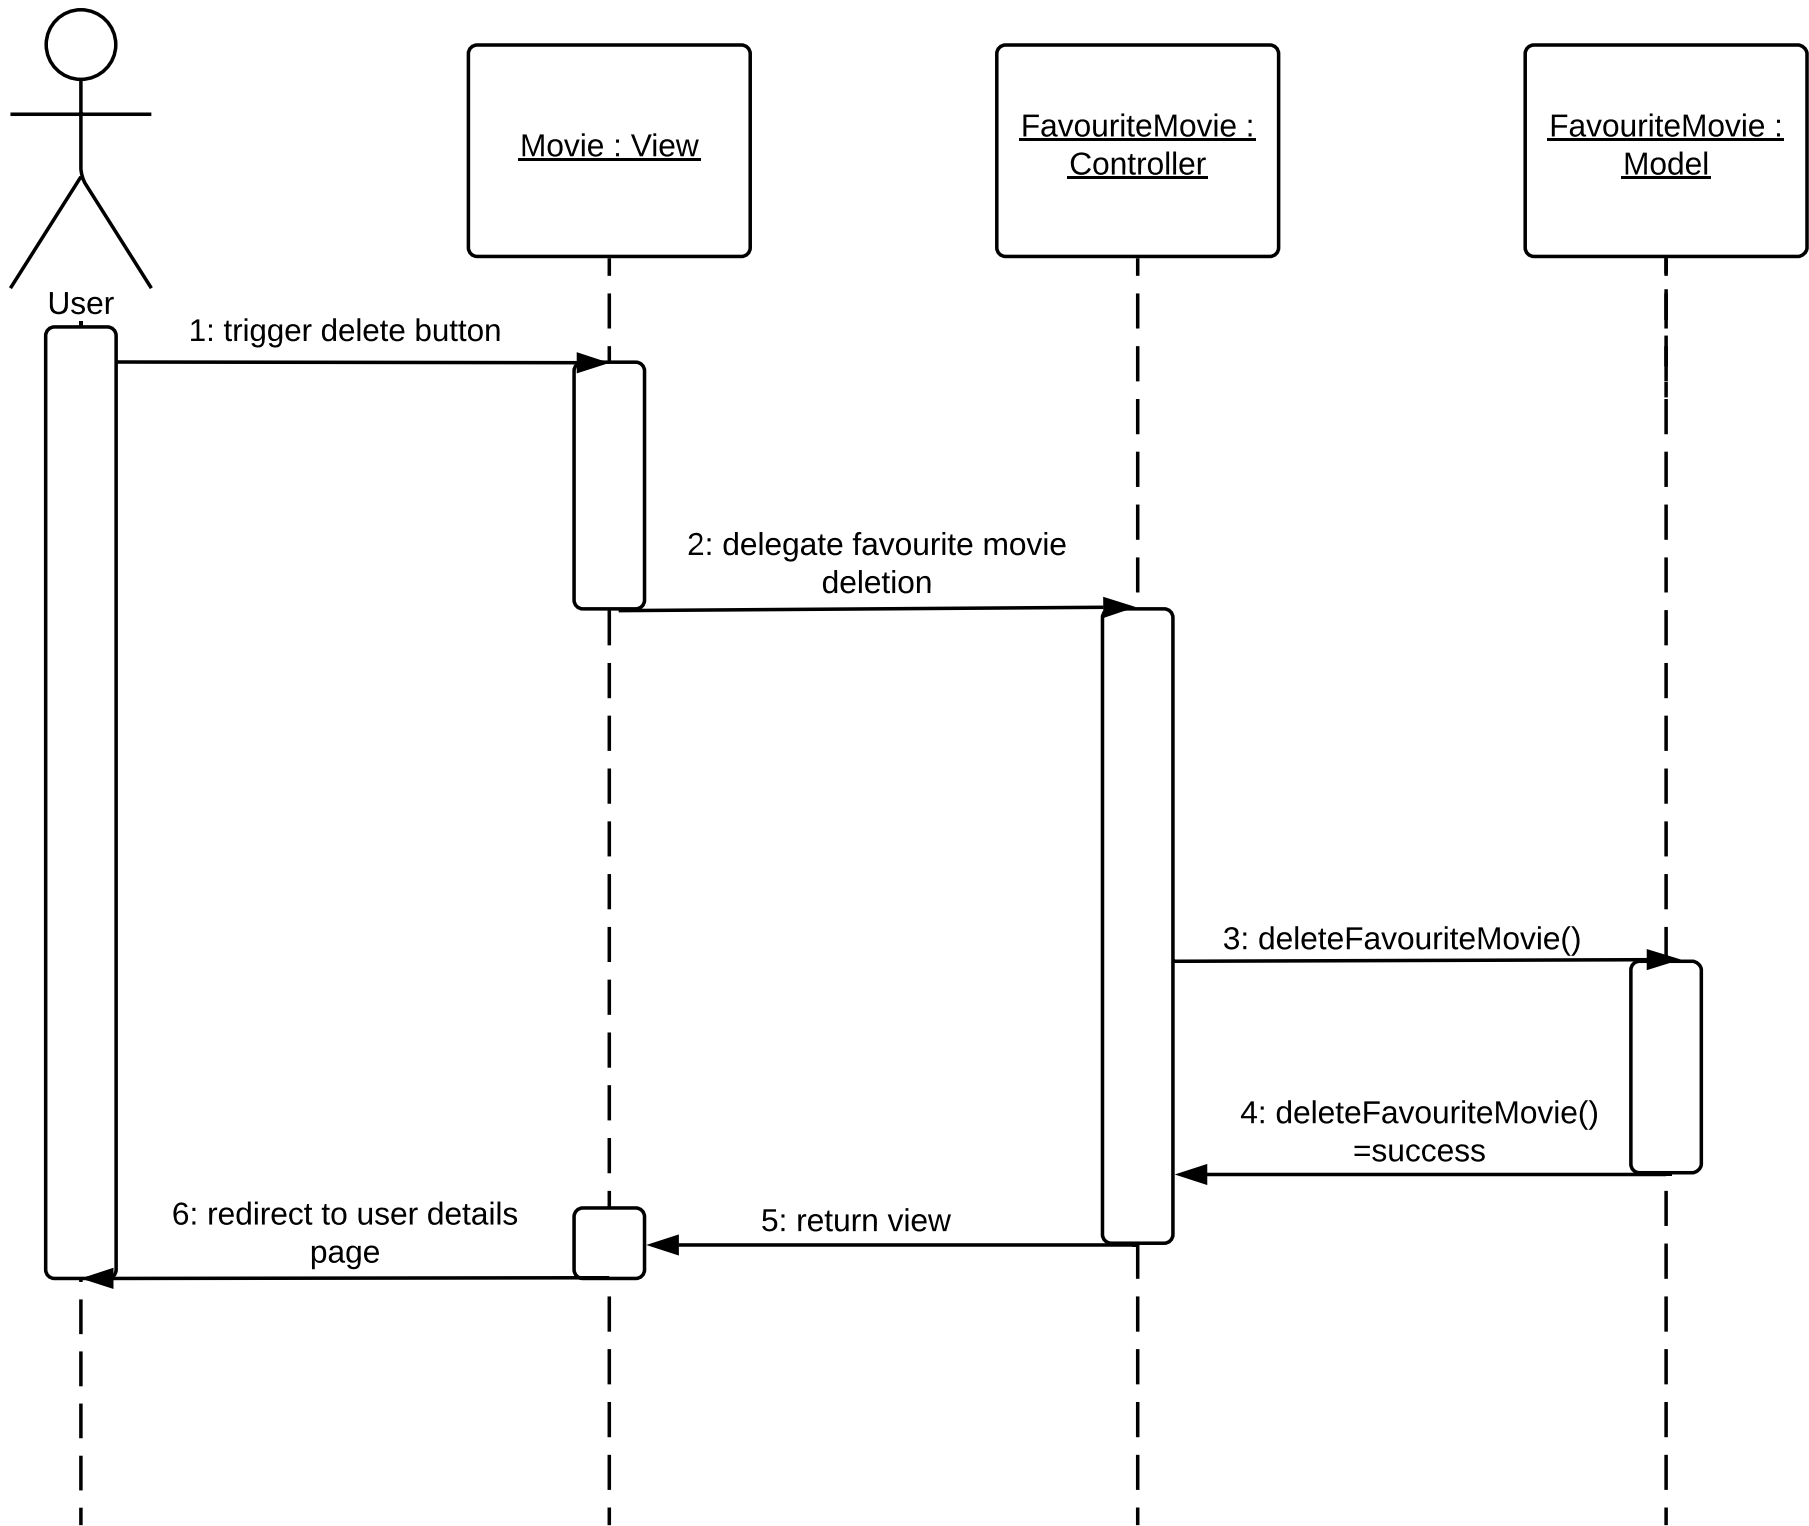 User
Movie : View
FavouriteMovie :
Controller
FavouriteMovie :
Model
1: trigger delete button
2: delegate favourite movie
deletion
3: deleteFavouriteMovie()
4: deleteFavouriteMovie()
=success
5: return view
6: redirect to user details
page